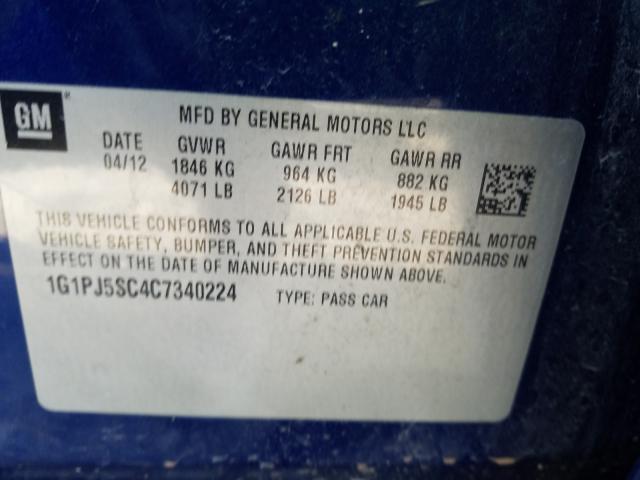 GM
MFD BY GENERAL MOTORS LLC
DATE GVWR GAWR FRT GAWR RR
04/12 1846 KG 964 KG 882 KG
4071 LB 2126 LB 1945 LB
THIS VEHICLE CONFORMS TO ALL APPLICABLE U.S. FEDERAL MOTOR
VEHICLE SAFETY, BUMPER, AND THEFT PREVENTION STANDARDS IN
EFFECT ON THE DATE OF MANUFACTURE SHOWN ABOVE.
1G1PJ5SC4C7340224 TYPE: PASS CAR